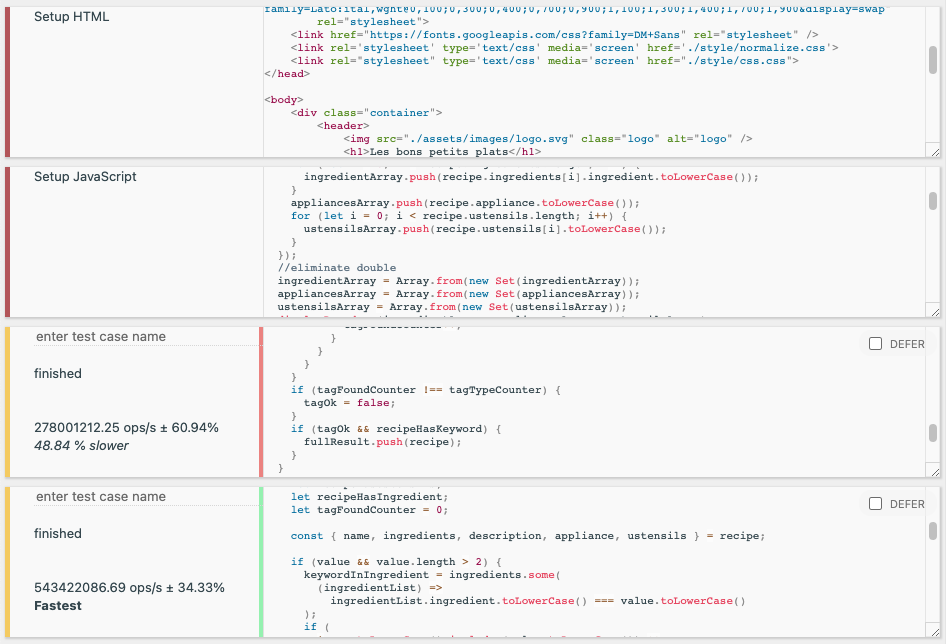 Setup HTML
family=Lato:ital,wght@0,100;0,300;0,400;0,700;0,900;1,100;1,300;1,400;1,700;1,900&display=swap"
rel="stylesheet">
<link href="https://fonts.googleapis.com/css?family=DM+Sans" rel="stylesheet" />
<link rel='stylesheet' type='text/css' media='screen' href='./style/normalize.css'>
<link rel="stylesheet" type='text/css' media='screen' href="./style/css.css">
</head>
<body>
<div class="container">
<header>
<img src="./assets/images/logo.svg" class="logo" alt="logo" />
<h1>Les bons petits plats</h1>
Setup JavaScript
ingredientArray.push(recipe.ingredients[i].ingredient.toLowerCase());
}
appliancesArray.push(recipe.appliance.toLowerCase());
for (let i = 0; i < recipe.ustensils.length; i++) {
ustensilsArray.push(recipe.ustensils[i].toLowerCase());
}
});
//eliminate double
ingredientArray = Array.from(new Set(ingredientArray));
appliancesArray = Array.from(new Set(appliancesArray));
ustensilsArray = Array.from(new Set(ustensilsArray));
enter test case name
DEFER
finished
278001212.25 ops/s ± 60.94%
48.84 % slower
}
}
}
}
if (tagFoundCounter !== tagTypeCounter) {
tagOk = false;
}
if (tagOk && recipeHasKeyword) {
fullResult.push(recipe);
}
}
enter test case name
DEFER
finished
543422086.69 ops/s ± 34.33%
Fastest
let recipeHasIngredient;
let tagFoundCounter = 0;
const { name, ingredients, description, appliance, ustensils } = recipe;
if (value && value.length > 2) {
keywordInIngredient = ingredients.some(
(ingredientList) =>
ingredientList.ingredient.toLowerCase() === value.toLowerCase()
);
if (